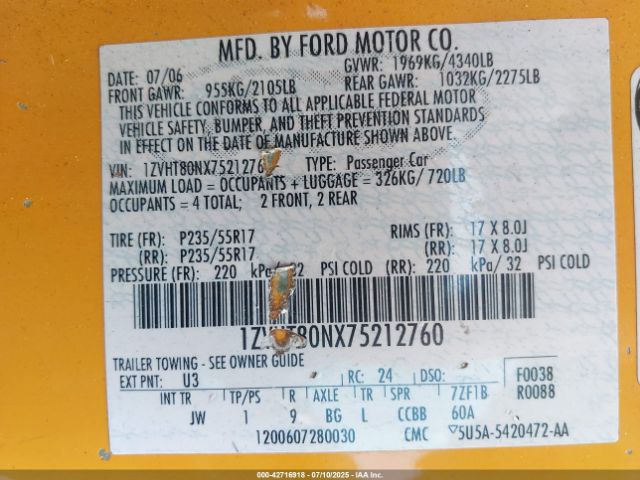 MFD. BY FORD MOTOR CO.
DATE: 07/06 GVWR: 1969KG/4340LB
FRONT GAWR: 955KG/2105LB REAR GAWR: 1032KG/2275LB
THIS VEHICLE CONFORMS TO ALL APPLICABLE FEDERAL MOTOR
VEHICLE SAFETY, BUMPER, AND THEFT PREVENTION STANDARDS
IN EFFECT ON THE DATE OF MANUFACTURE SHOWN ABOVE.
VIN: TYPE: Passenger Car
MAXIMUM LOAD = OCCUPANTS + LUGGAGE = 326KG/ 720LB
OCCUPANTS = 4 TOTAL; 2 FRONT, 2 REAR
TIRE (FR): P235/55R17 RIMS (FR): 17 X 8.0J
(RR): P235/55R17 (RR): 17 X 8.0J
PRESSURE (FR): 220 kPa/ PSI COLD (RR): 220 kPa/ 32 PSI COLD
TRAILER TOWING - SEE OWNER GUIDE
EXT PNT: U3 RC: 24 DSO: F0038
INT TR TP/PS R AXLE TR SPR 7ZF1B R0088
JW 1 9 BG L CCBB 60A
1200607280030 CMC 5U5A-5420472-AA
000-42716918 - 07/10/2025 - IAA Inc.